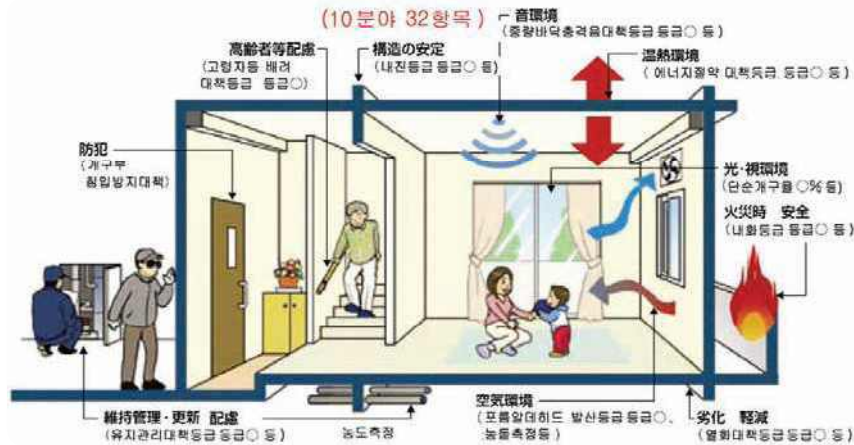 (10분야 32항목)
音環境
(중량바닥충격음대책등급 등급○ 등)
高齢者等配慮
(고령자등 배려
대책등급 등급○)
構造の安定
(내진등급 등급○ 등)
温熱環境
( 에너지절약 대책등급 등급○ 등)
防犯
(개구부
침입방지대책)
光·視環境
(단순개구율 ○% 등)
火災時 安全
(내화등급 등급○ 등)
維持管理·更新 配慮
(유지관리대책등급 등급○ 등)
농도측정
空気環境
(포름알데히드 발산등급 등급○,
농도측정등)
劣化 軽減
(열화대책등급등급○ 등)